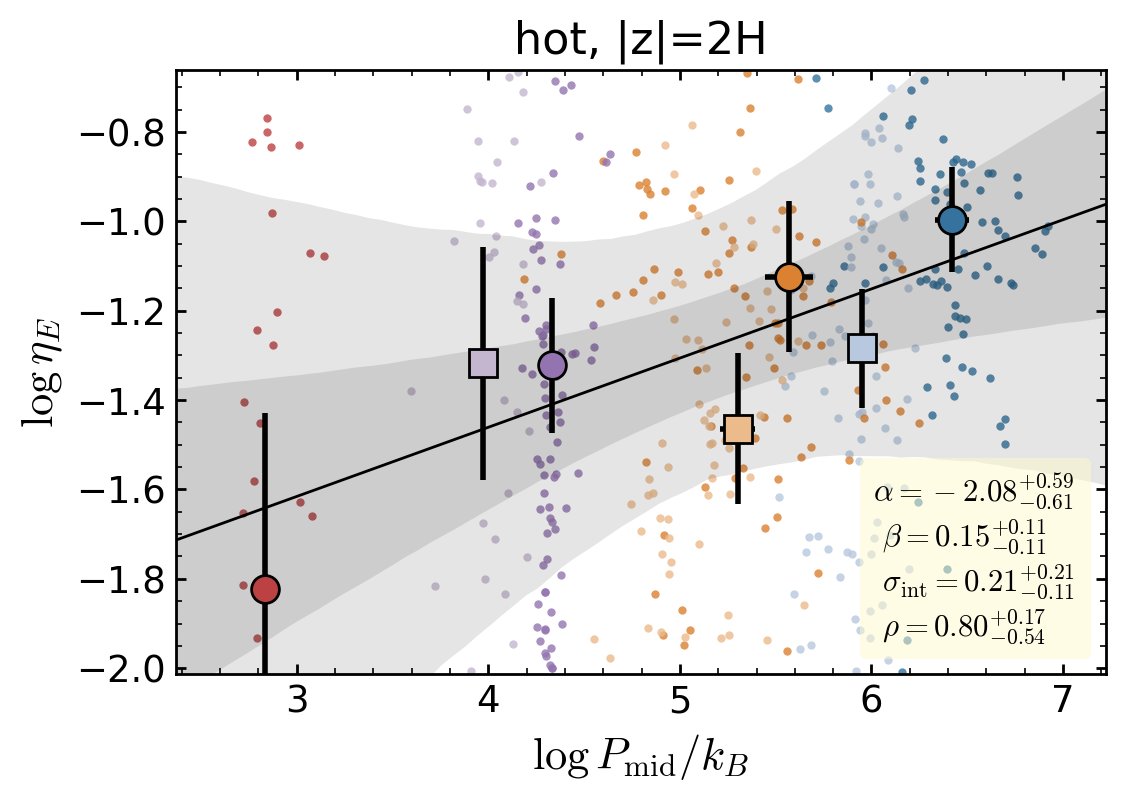 hot, |z|=2H
log η_E
−0.8
−1.0
−1.2
−1.4
−1.6
−1.8
−2.0
α = − 2.08^{+0.59}_{−0.61}
β = 0.15^{+0.11}_{−0.11}
σ_int = 0.21^{+0.21}_{−0.11}
ρ = 0.80^{+0.17}_{−0.54}
3 4 5 6 7
log P_mid/k_B